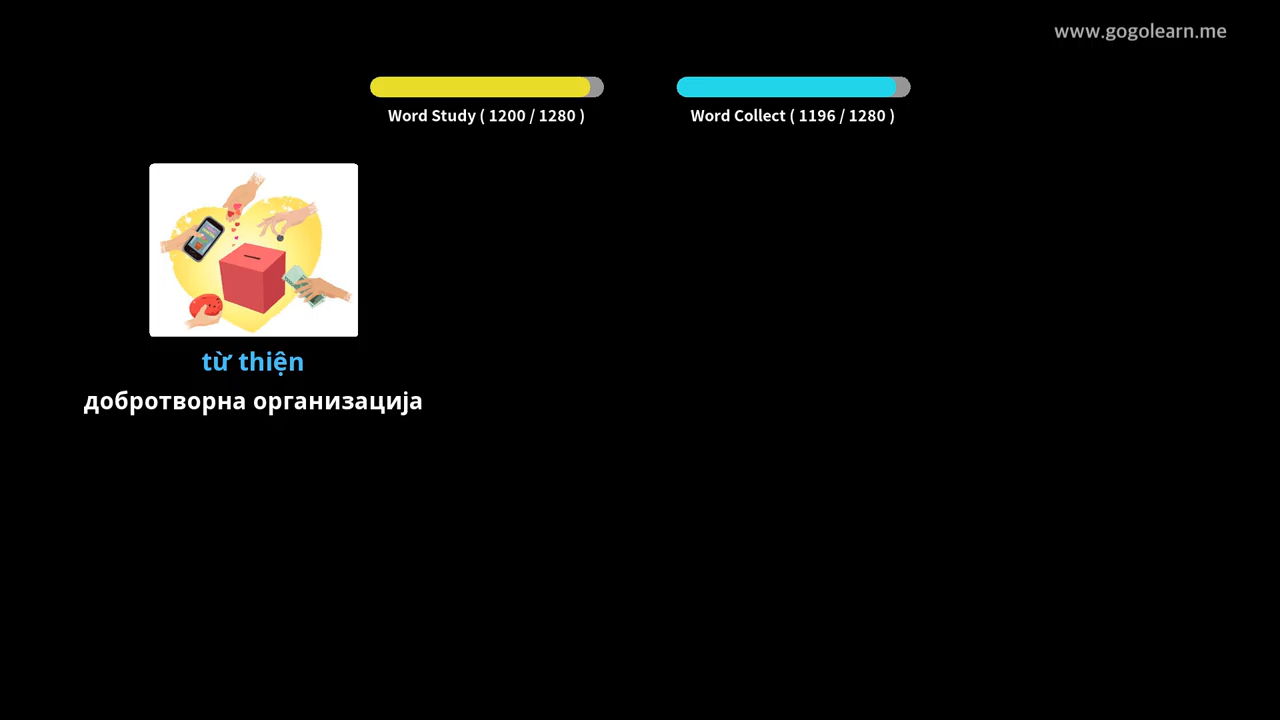 www.gogolearn.me
Word Study ( 1200 / 1280 )
Word Collect ( 1196 / 1280 )
từ thiện
добротворна организација